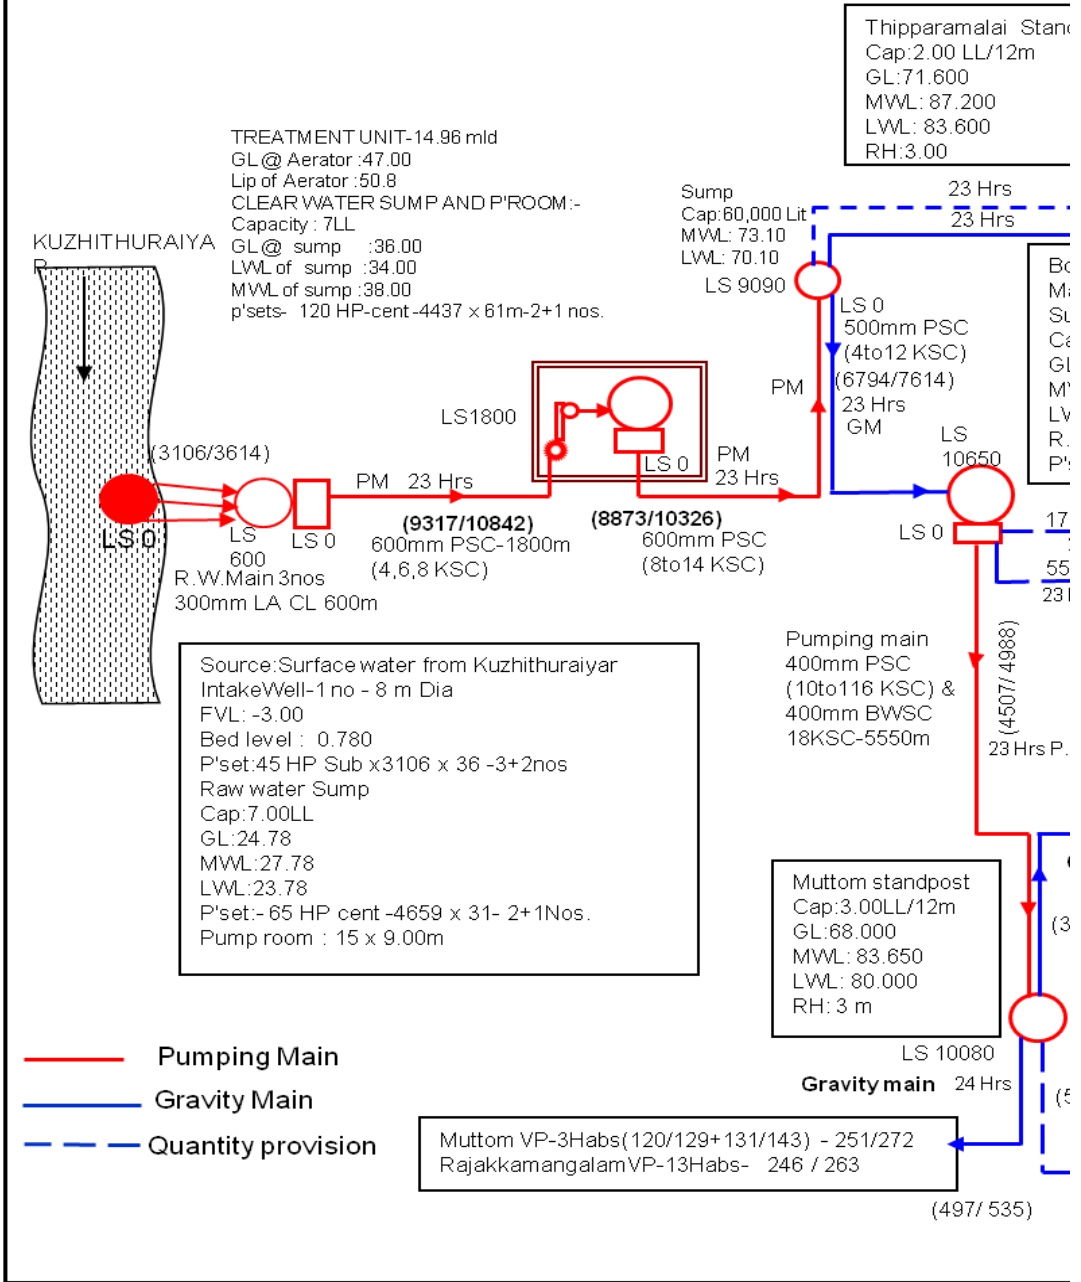 Thipparamalai Stand
Cap:2.00 LL/12m
GL:71.600
MWL: 87.200
LWL: 83.600
RH:3.00
TREATMENT UNIT-14.96 mld
GL@ Aerator :47.00
Lip of Aerator :50.8
CLEAR WATER SUMP AND P'ROOM:-
Capacity : 7LL
GL@ sump :36.00
LWL of sump :34.00
MWL of sump :38.00
p'sets- 120 HP-cent -4437 x 61m-2+1 nos.
KUZHITHURAIYA
R
Sump
Cap:60,000 Lit
MWL: 73.10
LWL: 70.10
LS 9090
23 Hrs
23 Hrs
LS 0
500mm PSC
(4to12 KSC)
(6794/7614)
23 Hrs
GM
PM
Bo
Ma
Su
Ca
GL
MV
LW
R.
P's
LS
10650
LS 0
17
55
23 H
LS1800
LS 0
PM
23 Hrs
(3106/3614)
PM 23 Hrs
LS 0
LS
600
LS 0
(9317/10842)
600mm PSC-1800m
(4,6,8 KSC)
(8873/10326)
600mm PSC
(8to14 KSC)
R.W.Main 3nos
300mm LA CL 600m
Source:Surface water from Kuzhithuraiyar
IntakeWell-1 no - 8 m Dia
FVL: -3.00
Bed level : 0.780
P'set:45 HP Sub x3106 x 36 -3+2nos
Raw water Sump
Cap:7.00LL
GL:24.78
MWL:27.78
LWL:23.78
P'set:- 65 HP cent -4659 x 31- 2+1Nos.
Pump room : 15 x 9.00m
Pumping main
400mm PSC
(10to116 KSC) &
400mm BWSC
18KSC-5550m
(4507/ 4988)
23 Hrs P.
Muttom standpost
Cap:3.00LL/12m
GL:68.000
MWL: 83.650
LWL: 80.000
RH: 3 m
(3
LS 10080
Gravity main 24 Hrs
(5
Pumping Main
Gravity Main
Quantity provision
Muttom VP-3Habs(120/129+131/143) - 251/272
RajakkamangalamVP-13Habs- 246 / 263
(497/ 535)